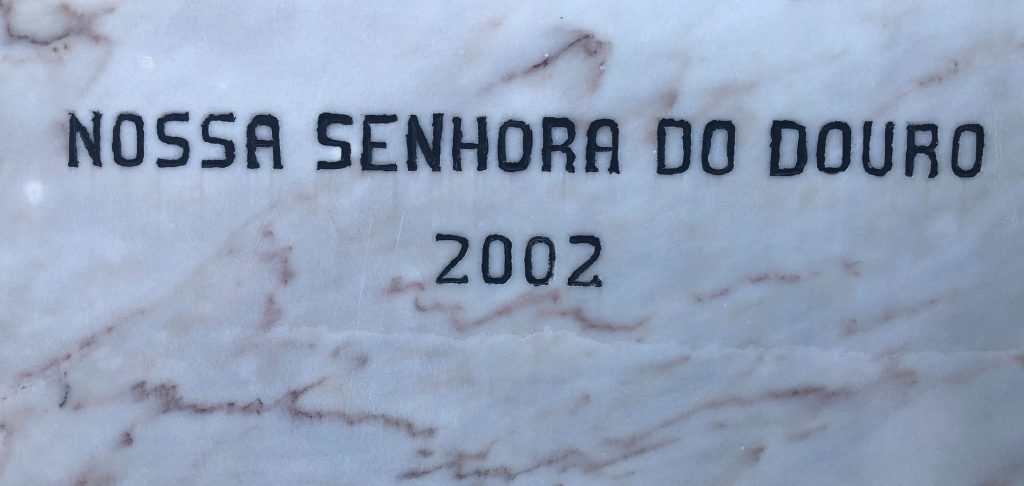 NOSSA SENHORA DO DOURO
2002